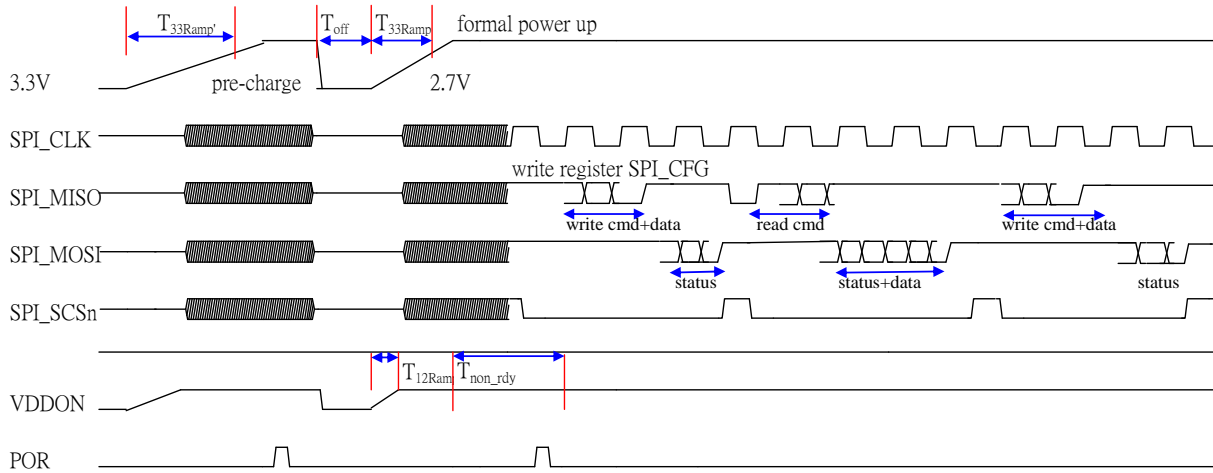 T33Ramp' Toff T33Ramp formal power up
3.3V pre-charge 2.7V
SPI_CLK
write register SPI_CFG
SPI_MISO
write cmd+data read cmd write cmd+data
SPI_MOSI
status status+data status
SPI_SCSn
T12Ram Tnon_rdy
VDDON
POR